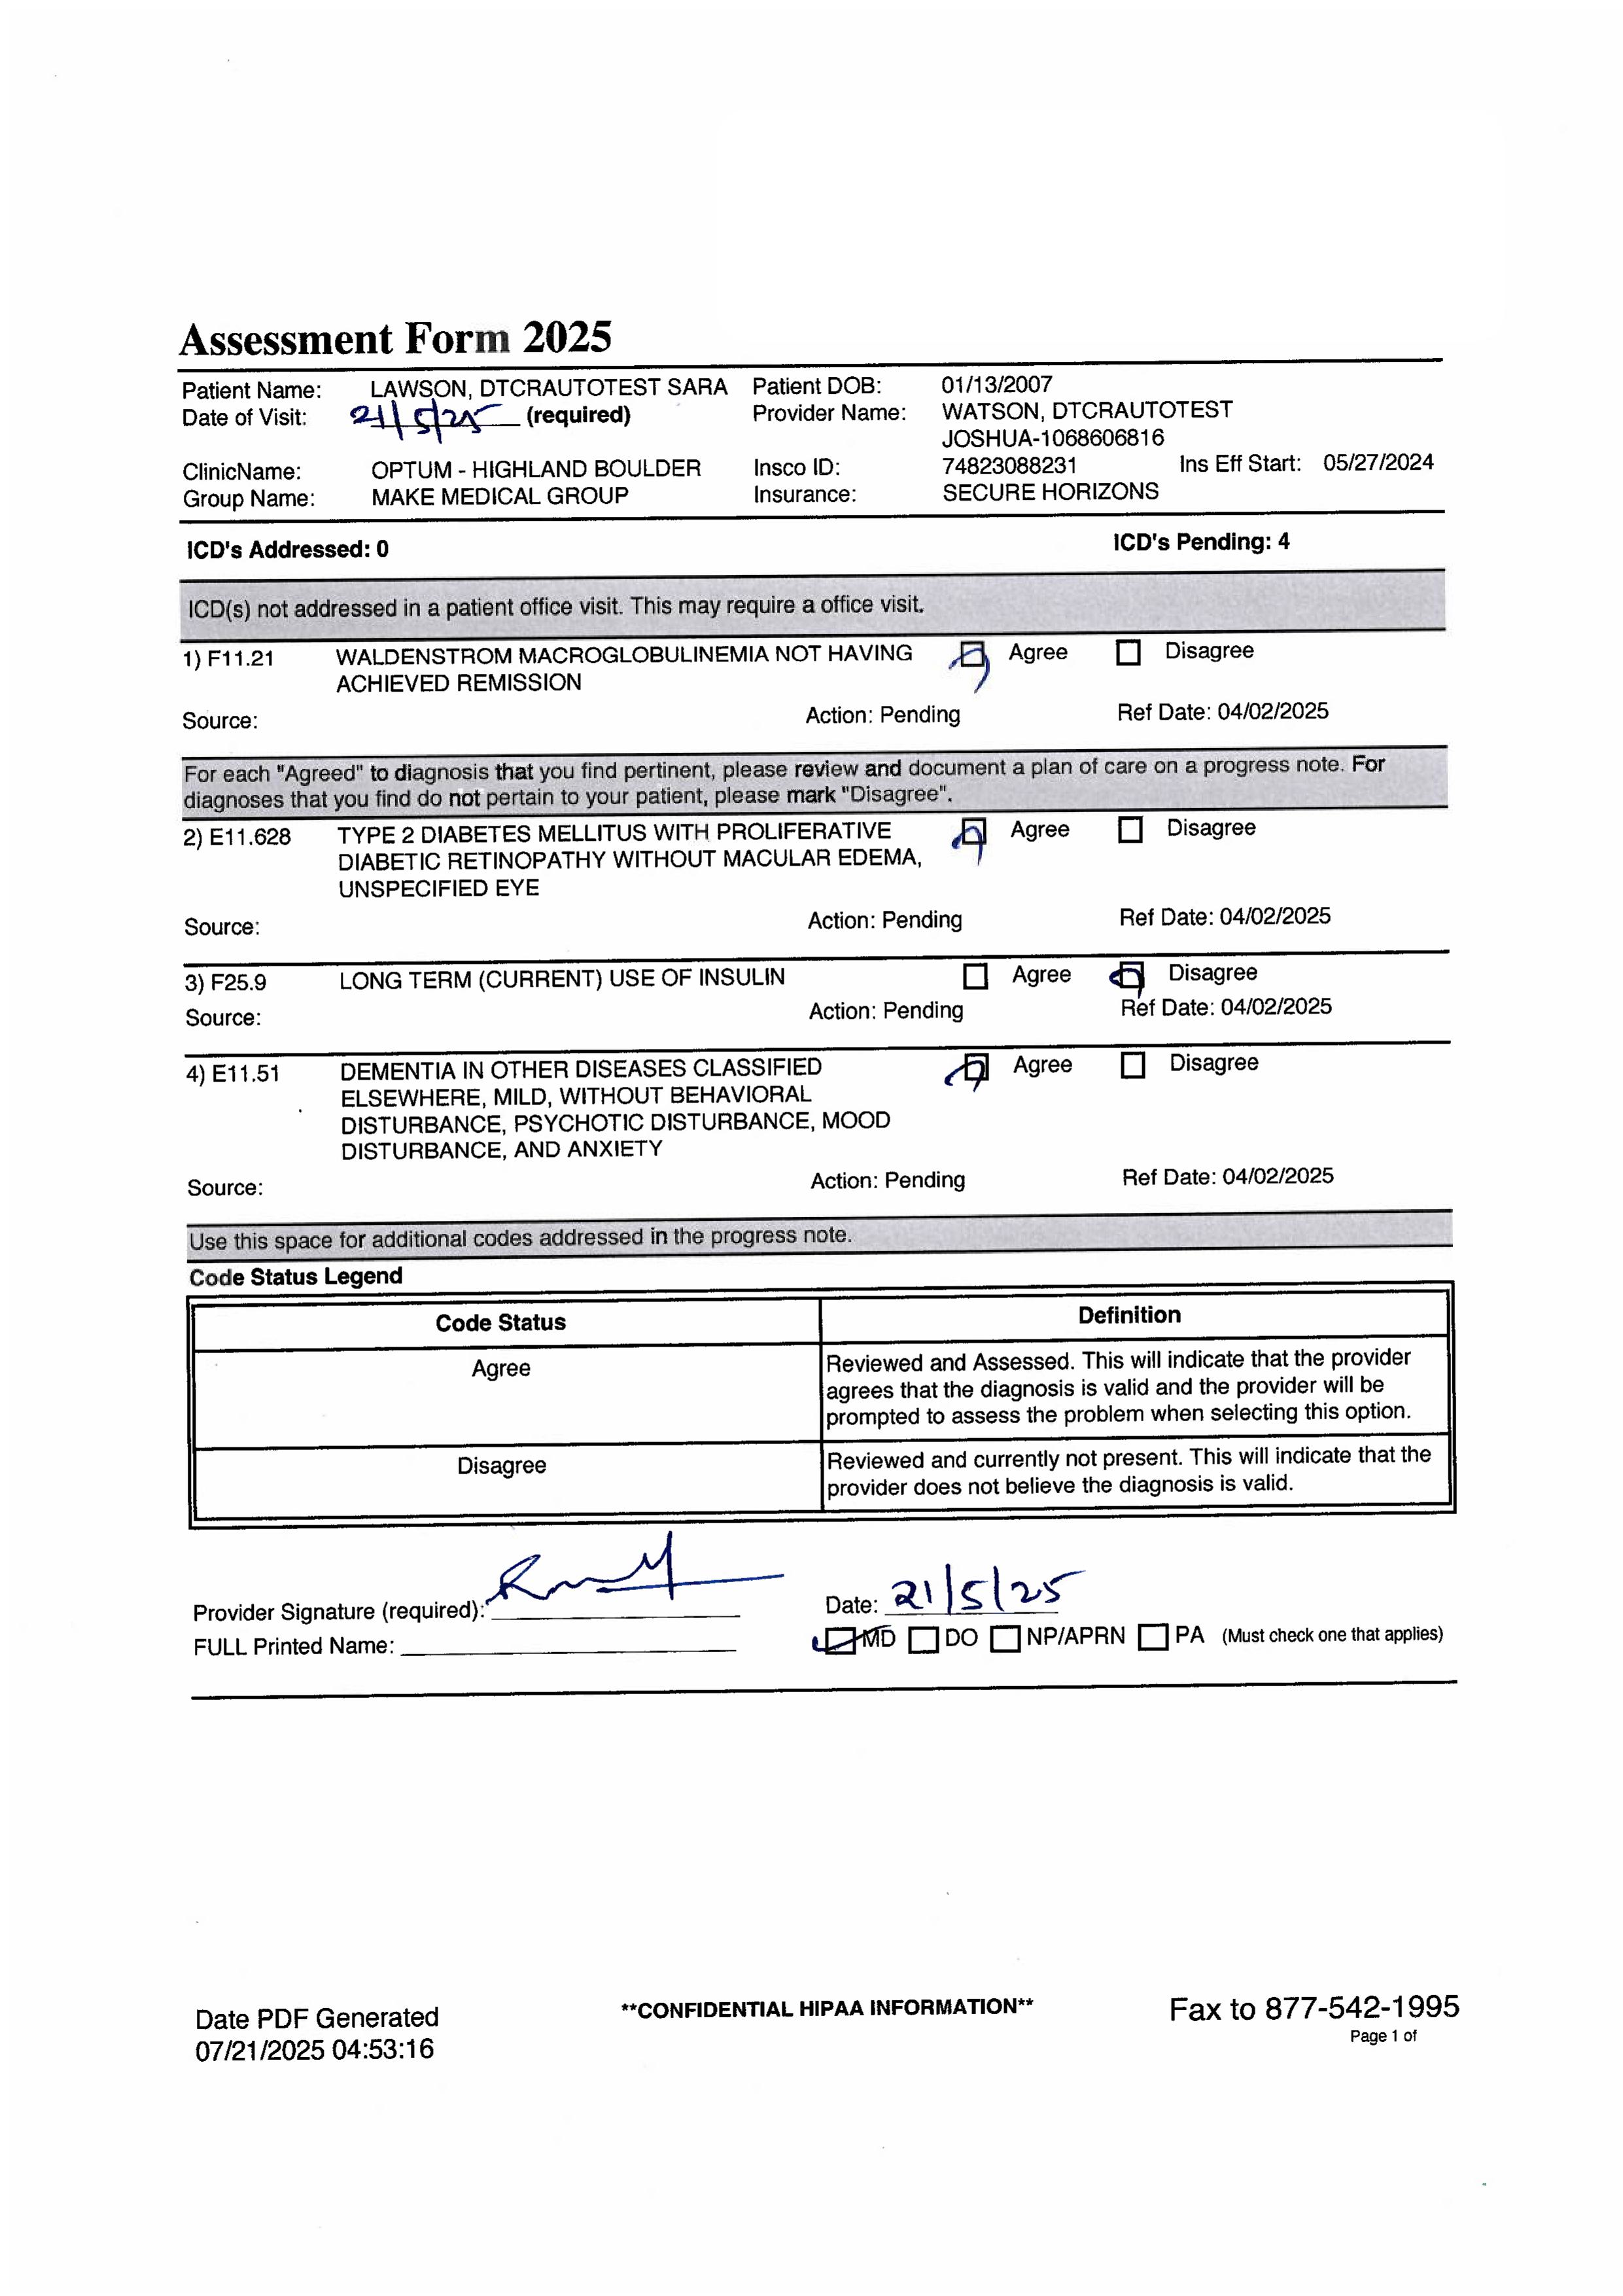 Assessment Form 2025
Patient Name: LAWSON, DTCRAUTOTEST SARA Patient DOB: 01/13/2007
Date of Visit: 21/5/25 (required) Provider Name: WATSON, DTCRAUTOTEST
JOSHUA-1068606816
ClinicName: OPTUM - HIGHLAND BOULDER Insco ID: 74823088231 Ins Eff Start: 05/27/2024
Group Name: MAKE MEDICAL GROUP Insurance: SECURE HORIZONS
ICD's Addressed: 0 ICD's Pending: 4
ICD(s) not addressed in a patient office visit. This may require a office visit.
1) F11.21 WALDENSTROM MACROGLOBULINEMIA NOT HAVING Agree Disagree
ACHIEVED REMISSION
Source: Action: Pending Ref Date: 04/02/2025
For each "Agreed" to diagnosis that you find pertinent, please review and document a plan of care on a progress note. For
diagnoses that you find do not pertain to your patient, please mark "Disagree".
2) E11.628 TYPE 2 DIABETES MELLITUS WITH PROLIFERATIVE Agree Disagree
DIABETIC RETINOPATHY WITHOUT MACULAR EDEMA,
UNSPECIFIED EYE
Source: Action: Pending Ref Date: 04/02/2025
3) F25.9 LONG TERM (CURRENT) USE OF INSULIN Agree Disagree
Source: Action: Pending Ref Date: 04/02/2025
4) E11.51 DEMENTIA IN OTHER DISEASES CLASSIFIED Agree Disagree
ELSEWHERE, MILD, WITHOUT BEHAVIORAL
DISTURBANCE, PSYCHOTIC DISTURBANCE, MOOD
DISTURBANCE, AND ANXIETY
Source: Action: Pending Ref Date: 04/02/2025
Use this space for additional codes addressed in the progress note.
Code Status Legend
Code Status Definition
Agree Reviewed and Assessed. This will indicate that the provider
agrees that the diagnosis is valid and the provider will be
prompted to assess the problem when selecting this option.
Disagree Reviewed and currently not present. This will indicate that the
provider does not believe the diagnosis is valid.
Provider Signature (required): Date: 21/5/25
FULL Printed Name: MD DO NP/APRN PA (Must check one that applies)
Date PDF Generated **CONFIDENTIAL HIPAA INFORMATION** Fax to 877-542-1995
07/21/2025 04:53:16 Page 1 of